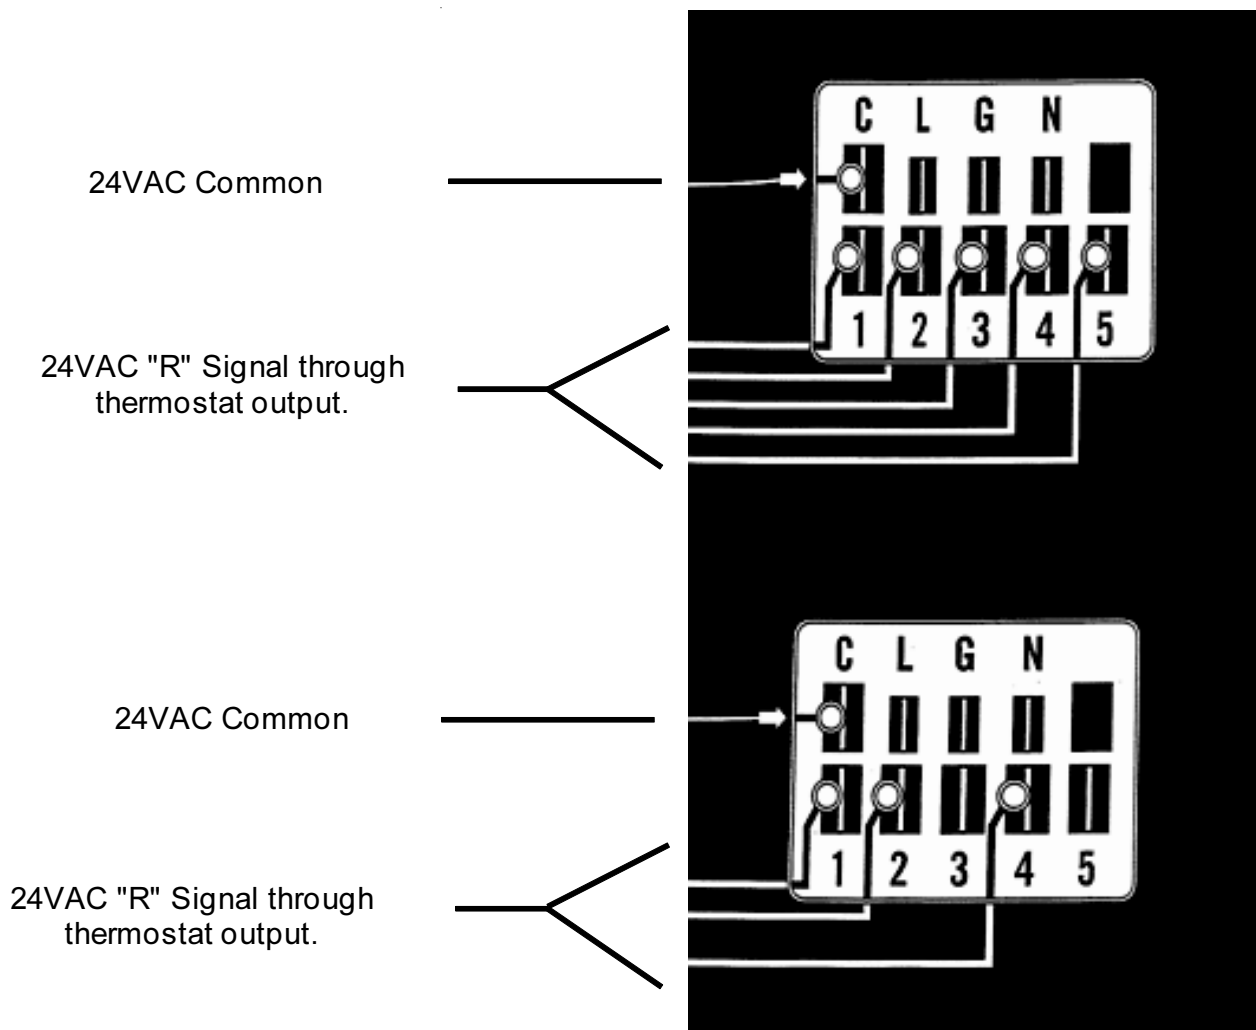 C L G N
24VAC Common
1 2 3 4 5
24VAC "R" Signal through
thermostat output.
C L G N
24VAC Common
1 2 3 4 5
24VAC "R" Signal through
thermostat output.